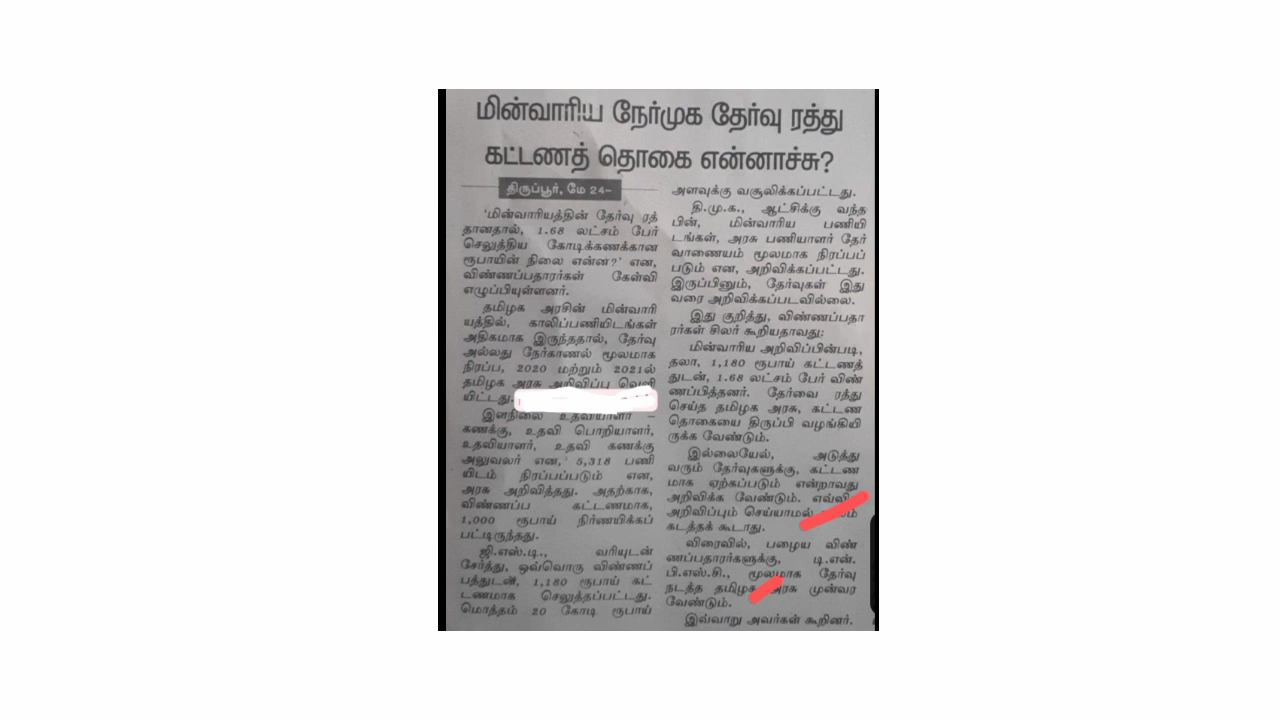 மின்வாரிய நேர்முக தேர்வு ரத்து
கட்டணத் தொகை என்னாச்சு?
திருப்பூர், மே 24–
'மின்வாரியத்தின் தேர்வு ரத்
தானதால், 1.68 லட்சம் பேர்
செலுத்திய கோடிக்கணக்கான
ரூபாயின் நிலை என்ன?' என,
விண்ணப்பதாரர்கள் கேள்வி
எழுப்பியுள்ளனர்.
தமிழக அரசின் மின்வாரி
யத்தில், காலிப்பணியிடங்கள்
அதிகமாக இருந்ததால், தேர்வு
அல்லது நேர்காணல் மூலமாக
நிரப்ப, 2020 மற்றும் 2021ல்
தமிழக அரசு அறிவிப்பு வெளி
யிட்டது.
இளநிலை உதவியாளர் –
கணக்கு, உதவி பொறியாளர்,
உதவியாளர், உதவி கணக்கு
அலுவலர் என, 5,318 பணி
யிடம் நிரப்பப்படும் என,
அரசு அறிவித்தது. அதற்காக,
விண்ணப்ப கட்டணமாக,
1,000 ரூபாய் நிர்ணயிக்கப்
பட்டிருந்தது.
ஜி.எஸ்.டி., வரியுடன்
சேர்த்து, ஒவ்வொரு விண்ணப்
பத்துடன், 1,180 ரூபாய் கட்
டணமாக செலுத்தப்பட்டது.
மொத்தம் 20 கோடி ரூபாய்
அளவுக்கு வசூலிக்கப்பட்டது.
தி.மு.க., ஆட்சிக்கு வந்த
பின், மின்வாரிய பணியி
டங்கள், அரசு பணியாளர் தேர்
வாணையம் மூலமாக நிரப்பப்
படும் என, அறிவிக்கப்பட்டது.
இருப்பினும், தேர்வுகள் இது
வரை அறிவிக்கப்படவில்லை.
இது குறித்து, விண்ணப்பதா
ரர்கள் சிலர் கூறியதாவது:
மின்வாரிய அறிவிப்பின்படி,
தலா, 1,180 ரூபாய் கட்டணத்
துடன், 1.68 லட்சம் பேர் விண்
ணப்பித்தனர். தேர்வை ரத்து
செய்த தமிழக அரசு, கட்டண
தொகையை திருப்பி வழங்கியி
ருக்க வேண்டும்.
இல்லையேல், அடுத்து
வரும் தேர்வுகளுக்கு, கட்டண
மாக ஏற்கப்படும் என்றாவது
அறிவிக்க வேண்டும்.
அறிவிப்பும் செய்யாமல்
கடத்தக் கூடாது.
விரைவில், பழைய விண்
ணப்பதாரர்களுக்கு, டி.என்.
பி.எஸ்.சி., மூலமாக தேர்வு
நடத்த தமிழக அரசு முன்வர
வேண்டும்.
இவ்வாறு அவர்கள் கூறினர்.